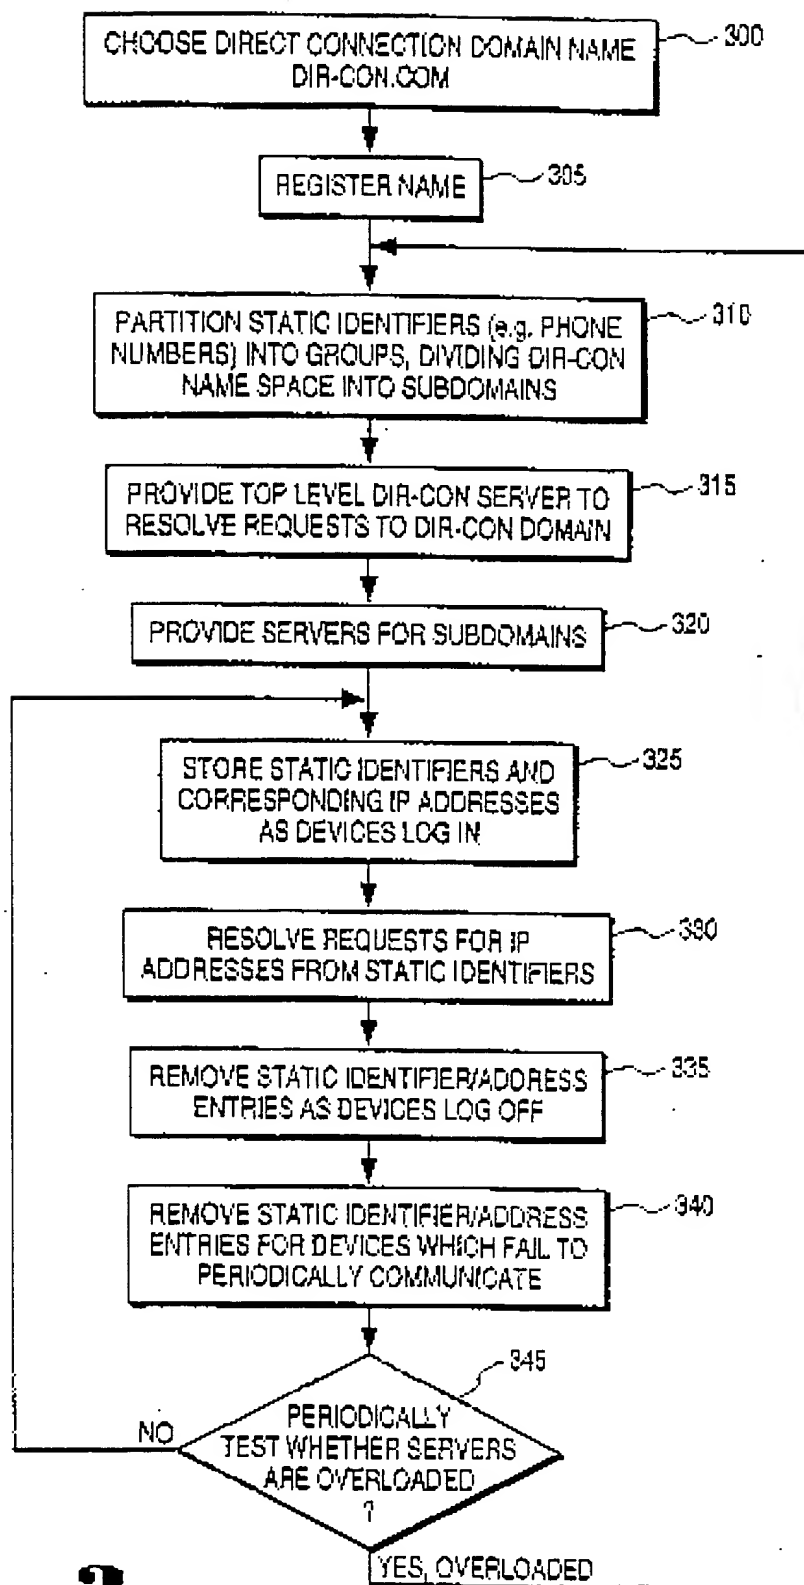 CHOOSE DIRECT CONNECTION DOMAIN NAME
DIR-CON.COM
300
REGISTER NAME
305
PARTITION STATIC IDENTIFIERS (e.g. PHONE
NUMBERS) INTO GROUPS, DIVIDING DIR-CON
NAME SPACE INTO SUBDOMAINS
310
PROVIDE TOP LEVEL DIR-CON SERVER TO
RESOLVE REQUESTS TO DIR-CON DOMAIN
315
PROVIDE SERVERS FOR SUBDOMAINS
320
STORE STATIC IDENTIFIERS AND
CORRESPONDING IP ADDRESSES
AS DEVICES LOG IN
325
RESOLVE REQUESTS FOR IP
ADDRESSES FROM STATIC IDENTIFIERS
330
REMOVE STATIC IDENTIFIER/ADDRESS
ENTRIES AS DEVICES LOG OFF
335
REMOVE STATIC IDENTIFIER/ADDRESS
ENTRIES FOR DEVICES WHICH FAIL TO
PERIODICALLY COMMUNICATE
340
345
PERIODICALLY
TEST WHETHER SERVERS
ARE OVERLOADED
?
NO
YES, OVERLOADED